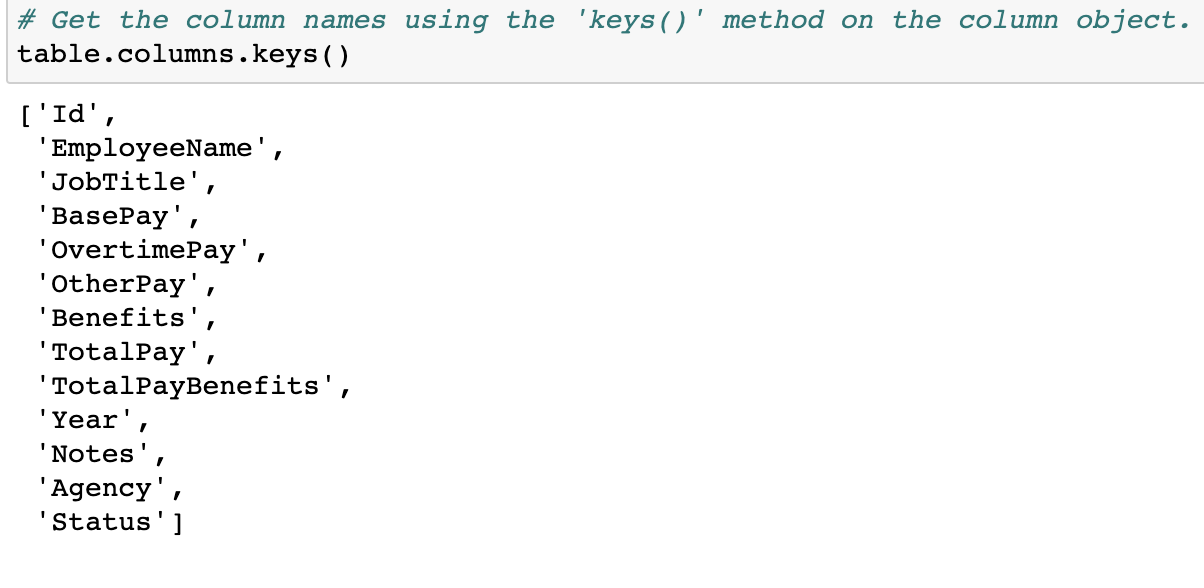 # Get the column names using the 'keys()' method on the column object.
table.columns.keys()
['Id',
 'EmployeeName',
 'JobTitle',
 'BasePay',
 'OvertimePay',
 'OtherPay',
 'Benefits',
 'TotalPay',
 'TotalPayBenefits',
 'Year',
 'Notes',
 'Agency',
 'Status']